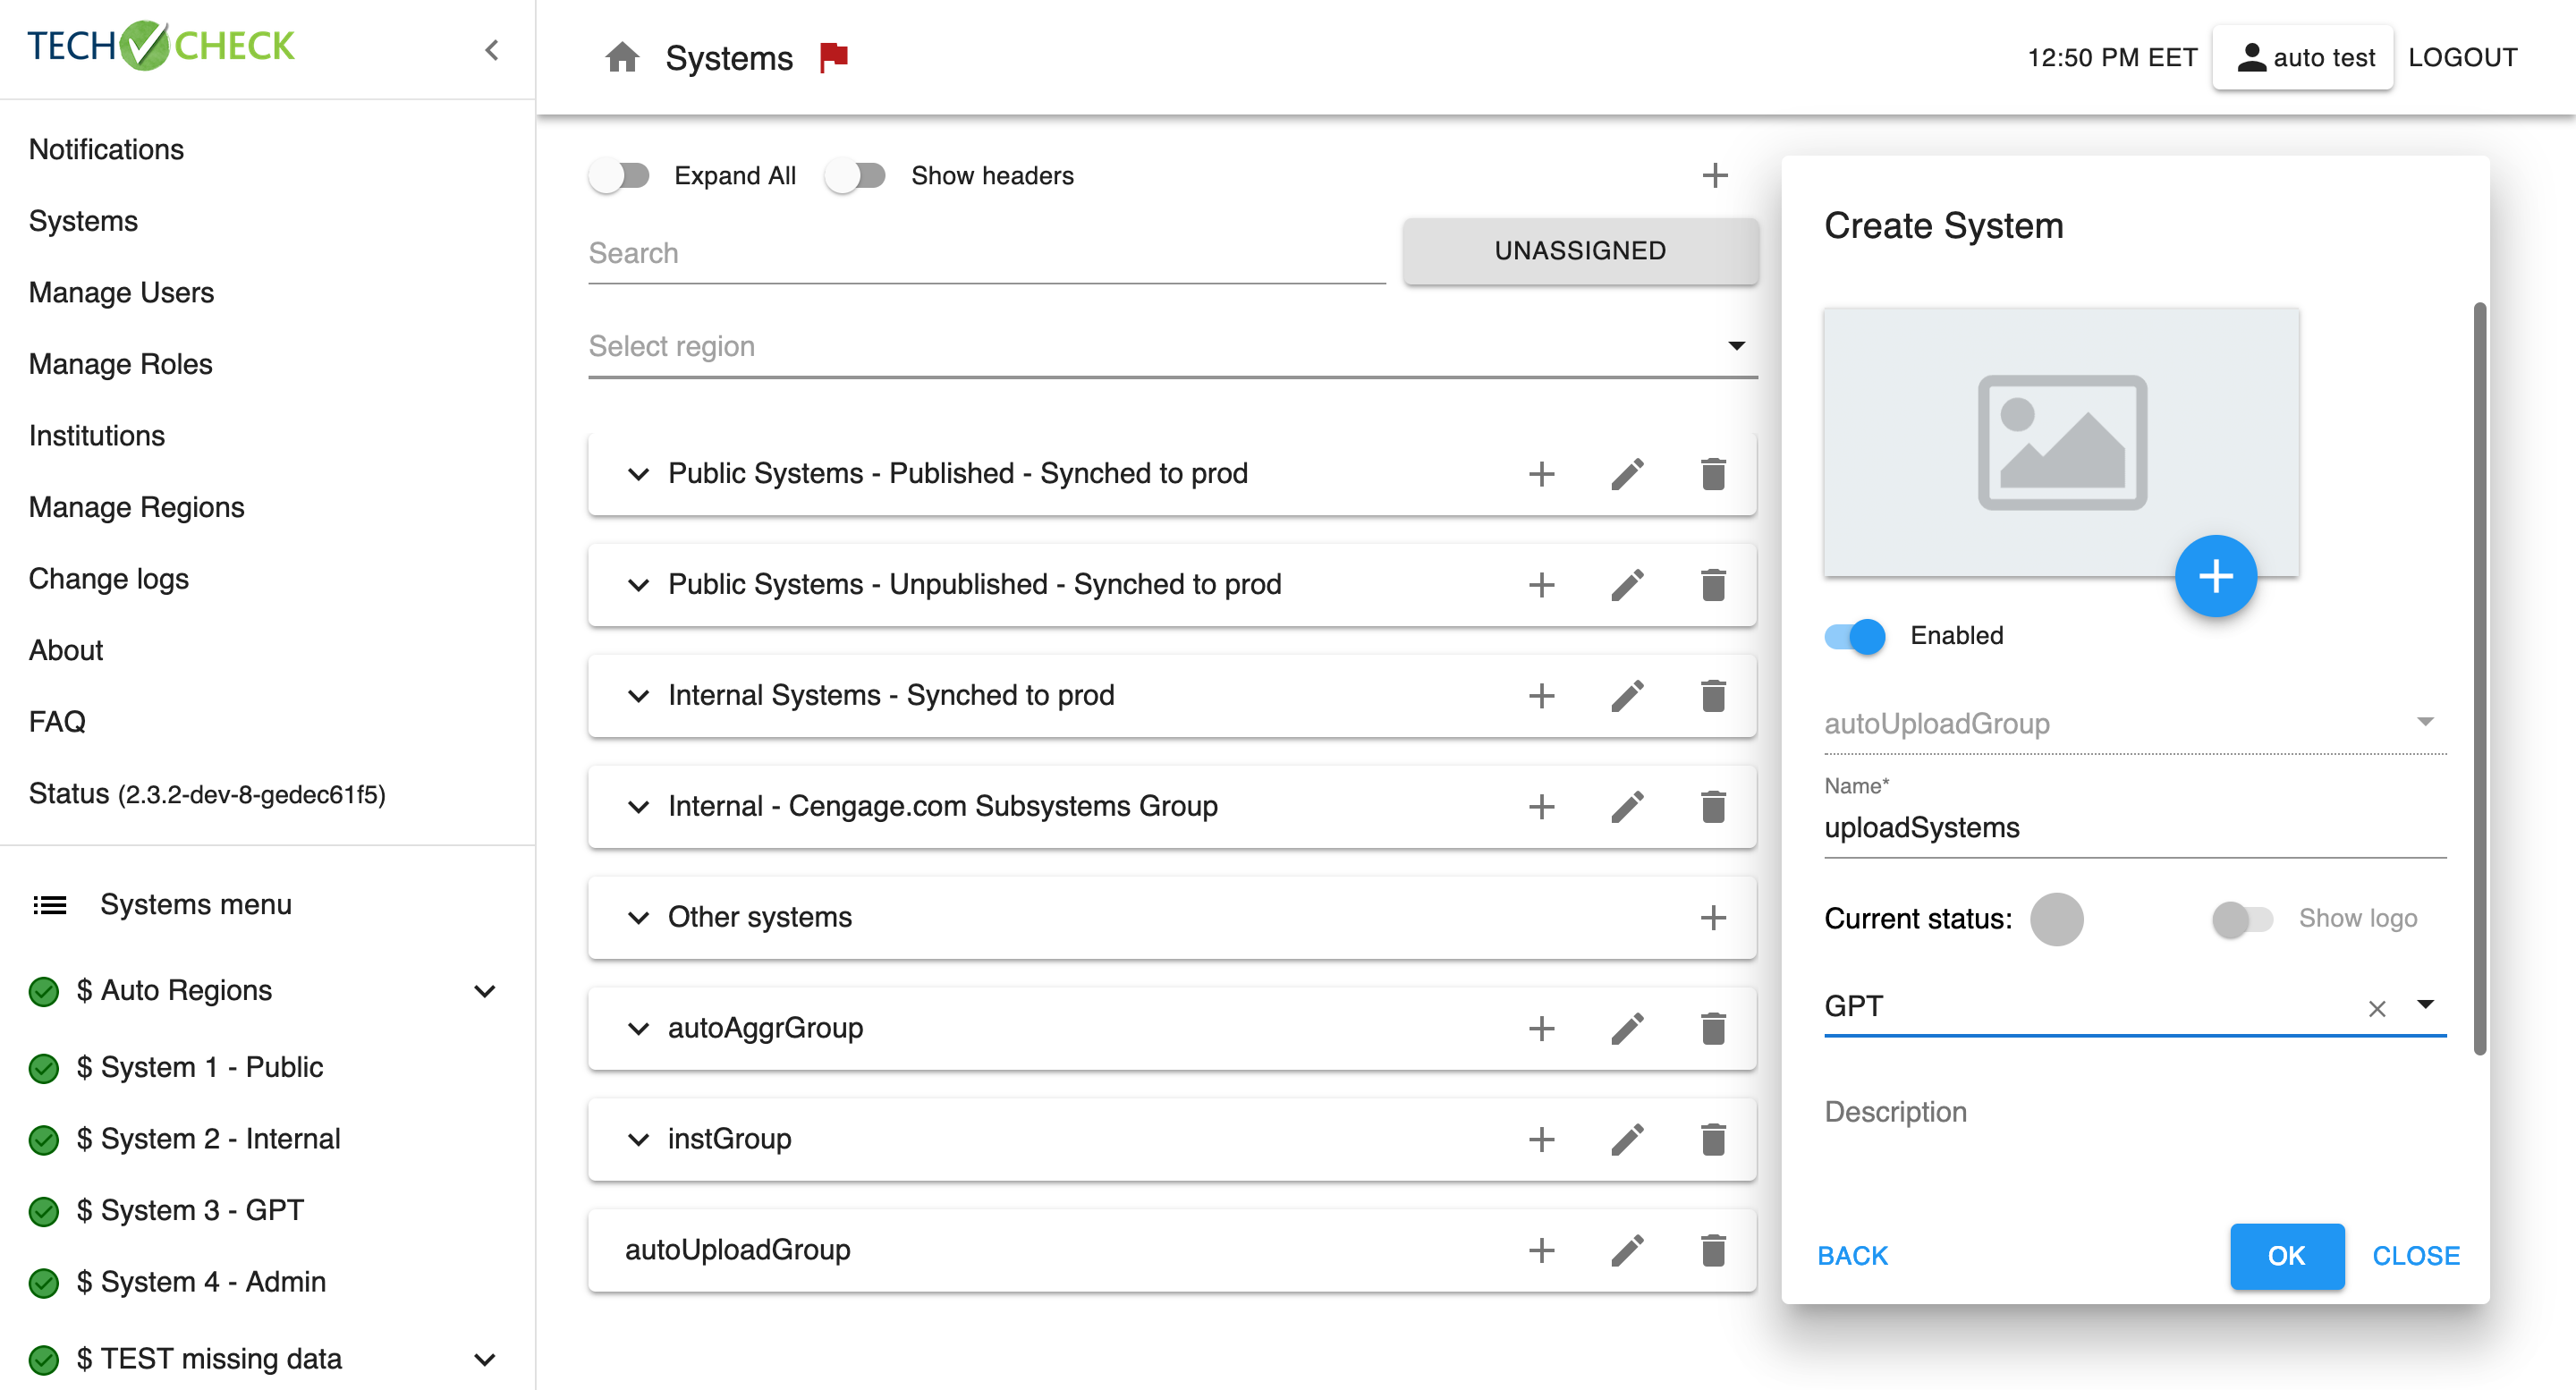 TECH CHECK
Notifications
Systems
Manage Users
Manage Roles
Institutions
Manage Regions
Change logs
About
FAQ
Status (2.3.2-dev-8-gedec61f5)
Systems menu
$ Auto Regions
$ System 1 - Public
$ System 2 - Internal
$ System 3 - GPT
$ System 4 - Admin
$ TEST missing data
Systems
12:50 PM EET
auto test
LOGOUT
Expand All
Show headers
Search
UNASSIGNED
Select region
Public Systems - Published - Synched to prod
Public Systems - Unpublished - Synched to prod
Internal Systems - Synched to prod
Internal - Cengage.com Subsystems Group
Other systems
autoAggrGroup
instGroup
autoUploadGroup
Create System
Enabled
autoUploadGroup
Name*
uploadSystems
Current status:
Show logo
GPT
Description
BACK
OK
CLOSE